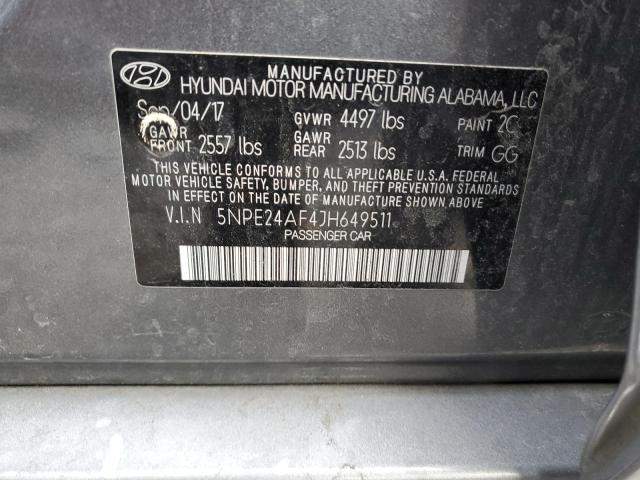 MANUFACTURED BY
HYUNDAI MOTOR MANUFACTURING ALABAMA, LLC
Sep/04/17 GVWR 4497 lbs PAINT 2C
GAWR FRONT 2557 lbs GAWR REAR 2513 lbs TRIM GG
THIS VEHICLE CONFORMS TO ALL APPLICABLE U.S.A. FEDERAL
MOTOR VEHICLE SAFETY, BUMPER, AND THEFT PREVENTION STANDARDS
IN EFFECT ON THE DATE OF MANUFACTURE SHOWN ABOVE.
V.I.N 5NPE24AF4JH649511
PASSENGER CAR